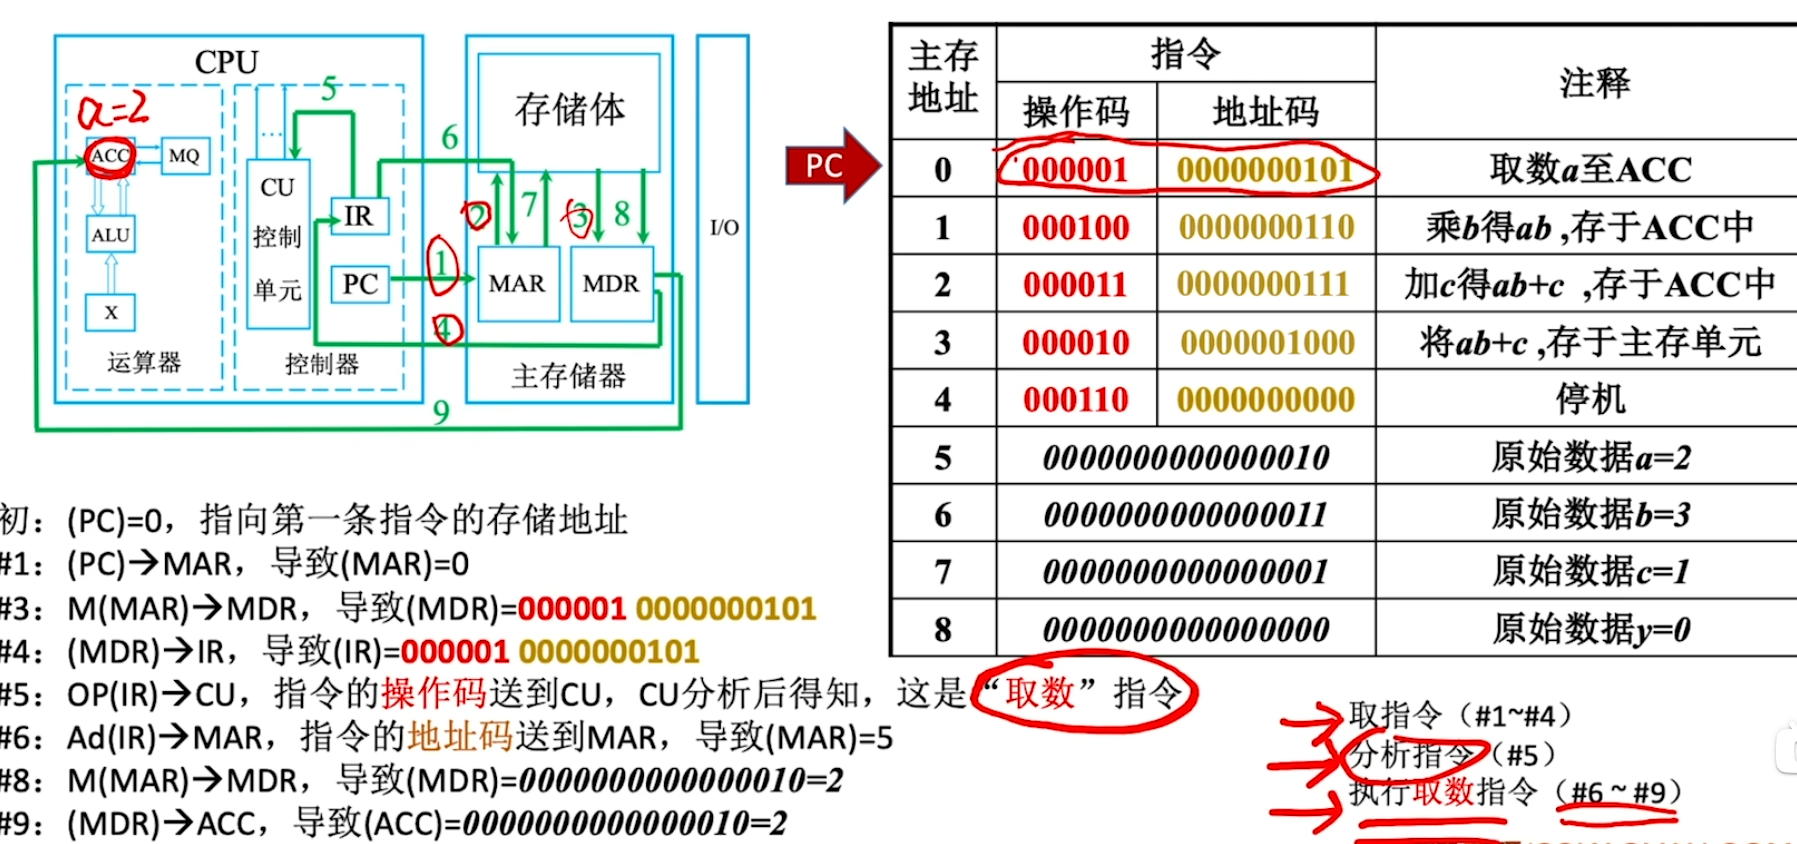 CPU
a=2
ACC
MQ
ALU
X
运算器
5
...
CU
控制
单元
IR
PC
控制器
6
1
4
9
存储体
2
7
3
8
MAR
MDR
主存储器
I/O
PC
主存地址 指令 注释
操作码 地址码
0 000001 0000000101 取数a至ACC
1 000100 0000000110 乘b得ab ,存于ACC中
2 000011 0000000111 加c得ab+c ,存于ACC中
3 000010 0000001000 将ab+c ,存于主存单元
4 000110 0000000000 停机
5 0000000000000010 原始数据a=2
6 0000000000000011 原始数据b=3
7 0000000000000001 原始数据c=1
8 0000000000000000 原始数据y=0
初：(PC)=0，指向第一条指令的存储地址
#1：(PC)→MAR，导致(MAR)=0
#3：M(MAR)→MDR，导致(MDR)=000001 0000000101
#4：(MDR)→IR，导致(IR)=000001 0000000101
#5：OP(IR)→CU，指令的操作码送到CU，CU分析后得知，这是“取数”指令
#6：Ad(IR)→MAR，指令的地址码送到MAR，导致(MAR)=5
#8：M(MAR)→MDR，导致(MDR)=0000000000000010=2
#9：(MDR)→ACC，导致(ACC)=0000000000000010=2
取指令（#1~#4）
分析指令（#5）
执行取数指令（#6 ~ #9）